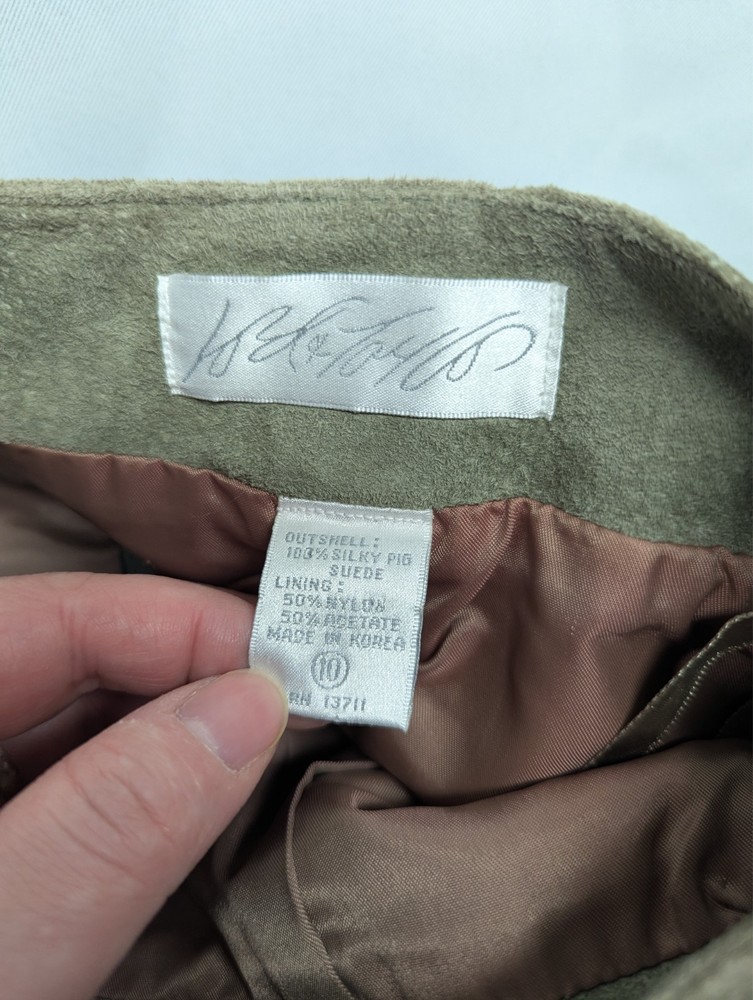 OUTSHELL:
100% SILKY PIG
SUEDE
LINING:
50% NYLON
50% ACETATE
MADE IN KOREA
10
RN 13711